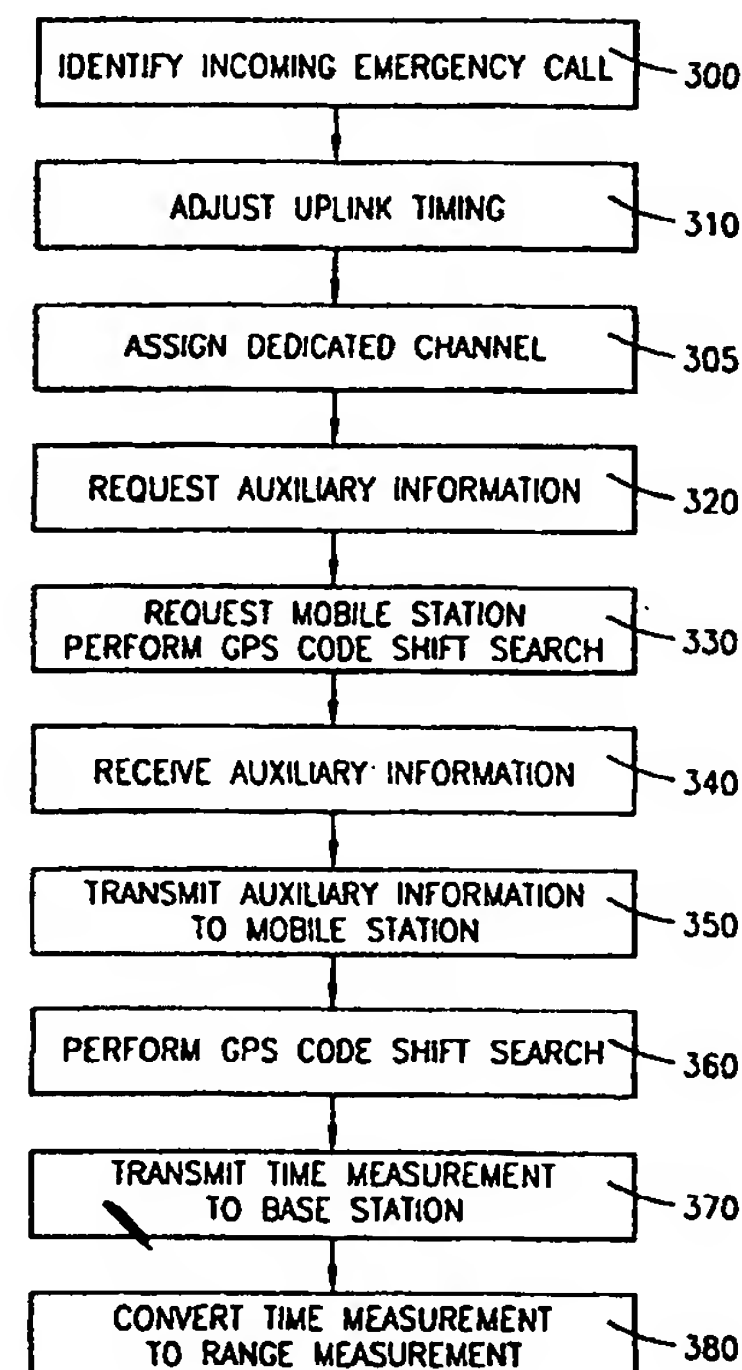 IDENTIFY INCOMING EMERGENCY CALL
300
ADJUST UPLINK TIMING
310
ASSIGN DEDICATED CHANNEL
305
REQUEST AUXILIARY INFORMATION
320
REQUEST MOBILE STATION
PERFORM GPS CODE SHIFT SEARCH
330
RECEIVE AUXILIARY INFORMATION
340
TRANSMIT AUXILIARY INFORMATION
TO MOBILE STATION
350
PERFORM GPS CODE SHIFT SEARCH
360
TRANSMIT TIME MEASUREMENT
TO BASE STATION
370
CONVERT TIME MEASUREMENT
TO RANGE MEASUREMENT
380